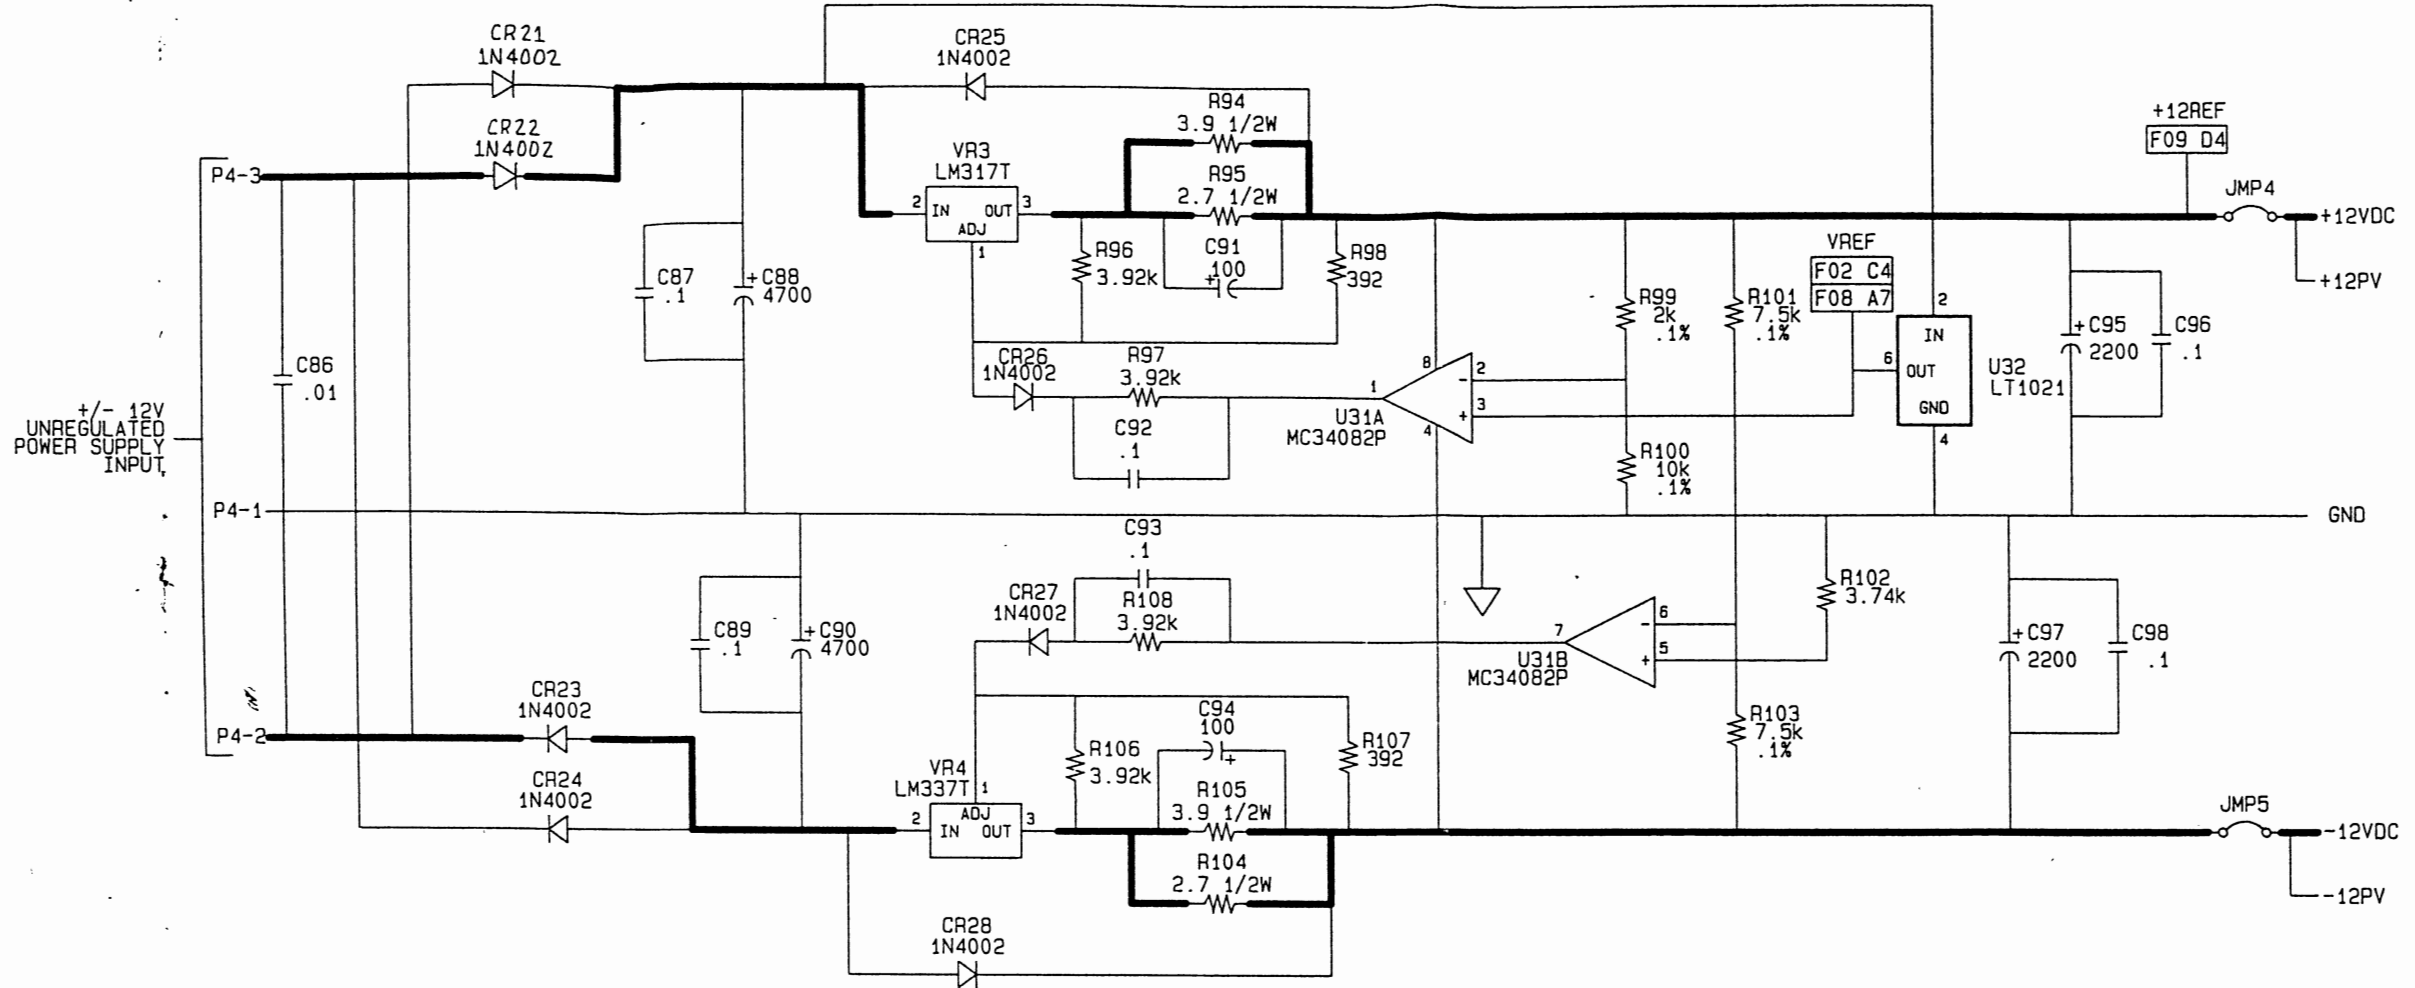 CR21
1N4002
CR25
1N4002
R94
3.9 1/2W
+12REF
F09 D4
CR22
1N4002
VR3
LM317T
R95
2.7 1/2W
JMP4
P4-3
2
IN
OUT
3
ADJ
1
+12VDC
+12PV
C87
.1
+
C88
4700
R96
3.92k
C91
100
+
R98
392
VREF
F02 C4
F08 A7
R99
2k
.1%
R101
7.5k
.1%
2
IN
6
OUT
GND
4
U32
LT1021
+
C95
2200
C96
.1
C86
.01
CR26
1N4002
R97
3.92k
C92
.1
1
8
2
-
3
+
4
U31A
MC34082P
R100
10k
.1%
+/- 12V
UNREGULATED
POWER SUPPLY
INPUT
P4-1
GND
C93
.1
CR27
1N4002
R108
3.92k
7
6
-
5
+
U31B
MC34082P
R102
3.74k
C89
.1
+
C90
4700
+
C97
2200
C98
.1
P4-2
CR23
1N4002
CR24
1N4002
R106
3.92k
C94
100
+
R107
392
R103
7.5k
.1%
VR4
LM337T
1
ADJ
2
IN
OUT
3
R105
3.9 1/2W
R104
2.7 1/2W
JMP5
-12VDC
-12PV
CR28
1N4002